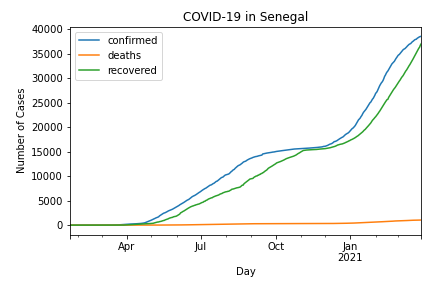 COVID-19 in Senegal
confirmed
deaths
recovered
Number of Cases
40000
35000
30000
25000
20000
15000
10000
5000
0
Apr
Jul
Oct
Jan
2021
Day